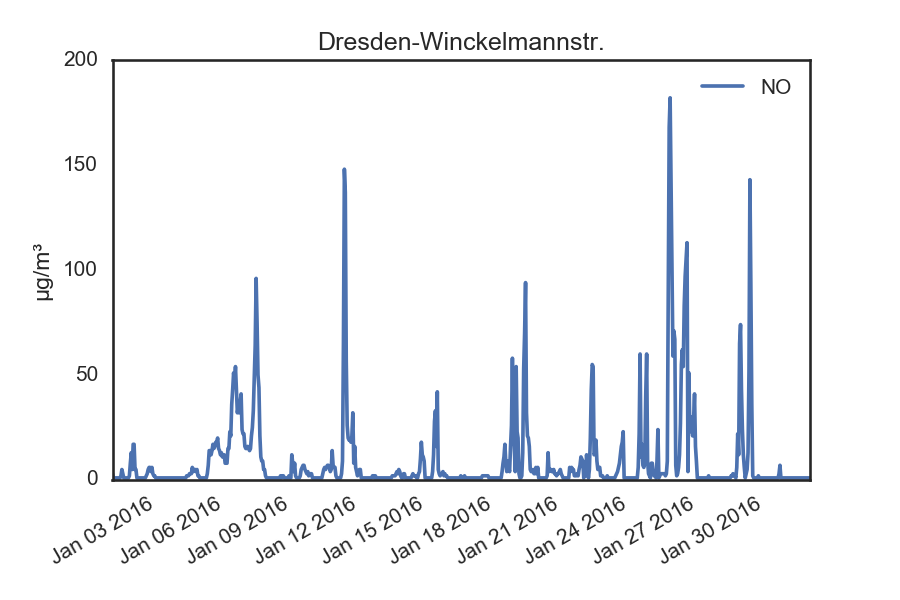 Dresden-Winckelmannstr.
NO
µg/m³
200
150
100
50
0
Jan 03 2016
Jan 06 2016
Jan 09 2016
Jan 12 2016
Jan 15 2016
Jan 18 2016
Jan 21 2016
Jan 24 2016
Jan 27 2016
Jan 30 2016